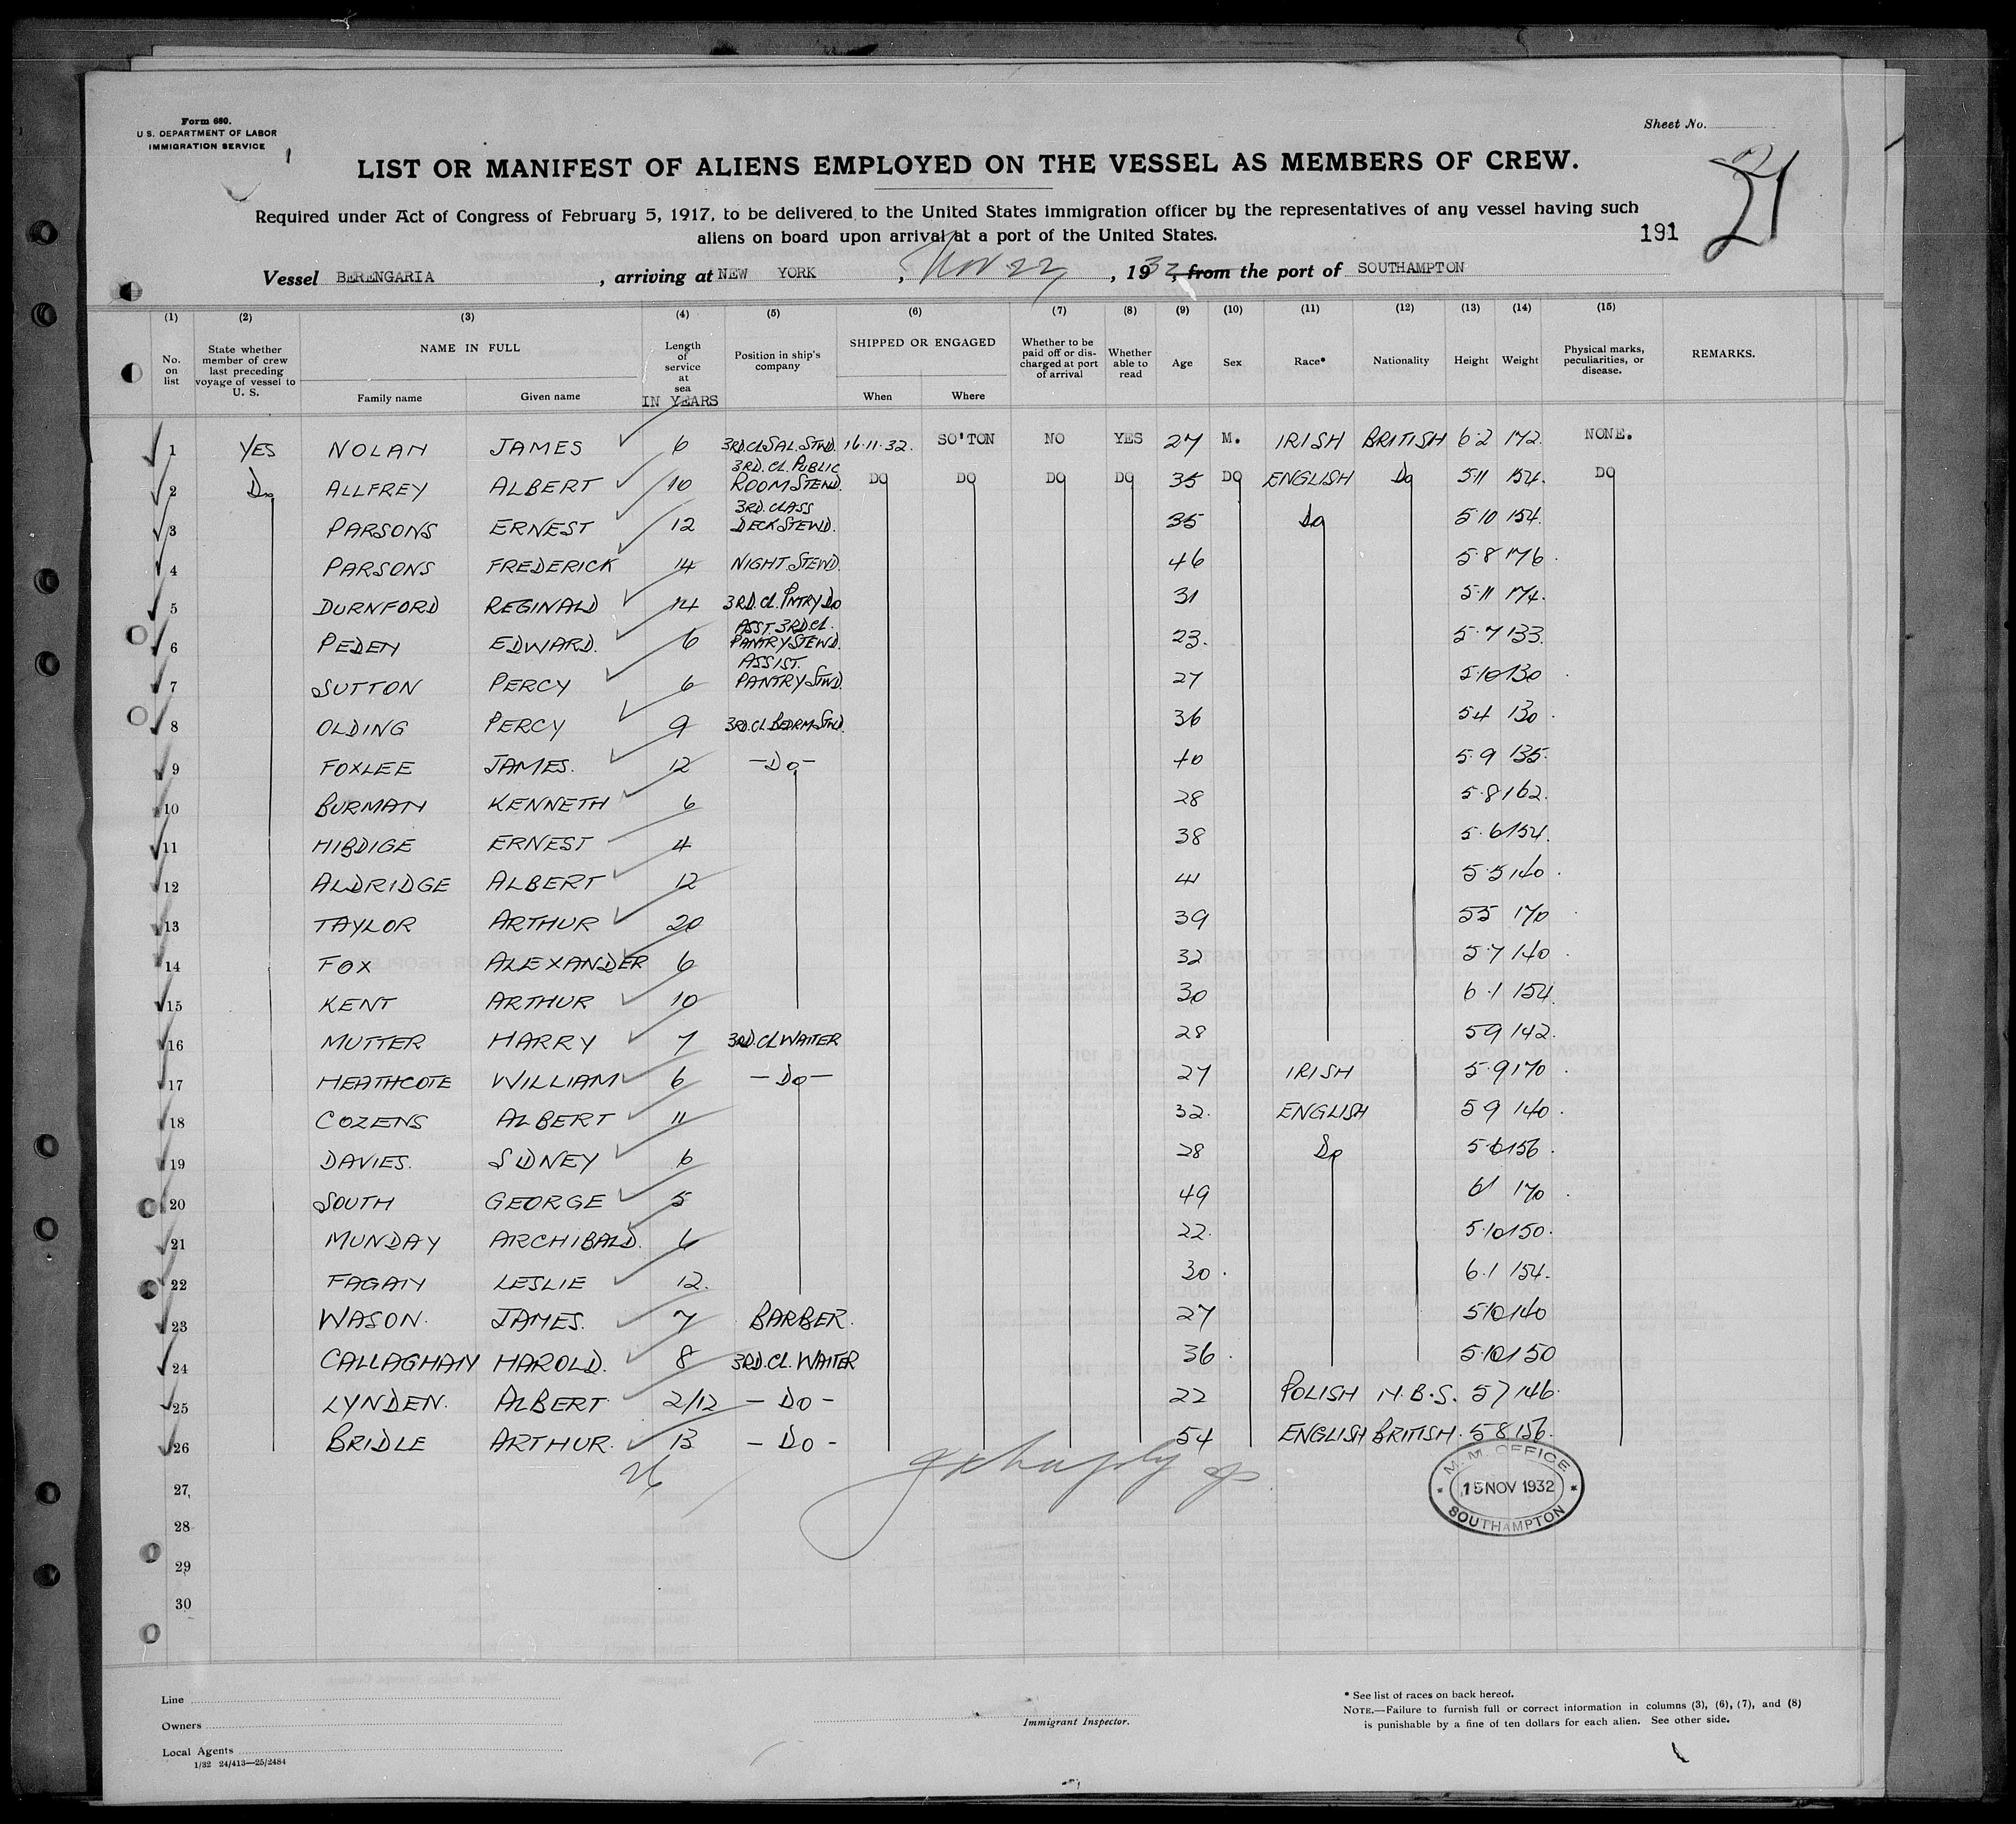 Form 680.
U. S. DEPARTMENT OF LABOR
IMMIGRATION SERVICE
Sheet No.
21
LIST OR MANIFEST OF ALIENS EMPLOYED ON THE VESSEL AS MEMBERS OF CREW.
Required under Act of Congress of February 5, 1917, to be delivered to the United States immigration officer by the representatives of any vessel having such
aliens on board upon arrival at a port of the United States.
191
Vessel BERENGARIA, arriving at NEW YORK, Nov 22, 1932, from the port of SOUTHAMPTON
(1) (2) (3) (4) (5) (6) (7) (8) (9) (10) (11) (12) (13) (14) (15)
No. on list
State whether member of crew last preceding voyage of vessel to U. S.
NAME IN FULL
Family name Given name
Length of service at sea IN YEARS
Position in ship's company
SHIPPED OR ENGAGED
When Where
Whether to be paid off or discharged at port of arrival
Whether able to read
Age Sex Race* Nationality Height Weight
Physical marks, peculiarities, or disease.
REMARKS.
1 YES NOLAN JAMES 6 3RD.CL.SAL.STWD. 16.11.32. SO'TON NO YES 27 M. IRISH BRITISH 6.2 172. NONE.
2 Do ALLFREY ALBERT 10 3RD. CL. PUBLIC ROOM STEWD. DO DO DO DO 35 DO ENGLISH Do 5 11 154. DO
3 PARSONS ERNEST 12 3RD. CLASS DECK STEWD. 35 Do 5 10 154.
4 PARSONS FREDERICK 14 NIGHT STEWD. 46 5.8 176.
5 DURNFORD REGINALD 14 3RD. CL. PNTRY DO 31 5.11 174.
6 PEDEN EDWARD. 6 ASST. 3RD. CL. PANTRY STEWD. 23. 5.7 133.
7 SUTTON PERCY 6 ASSIST. PANTRY STWD. 27 5 10 130.
8 OLDING PERCY 9 3RD.CL BEDRM STWD. 36 5 4 130.
9 FOXLEE JAMES. 12 -Do- 40 5.9 135.
10 BURMAN KENNETH 6 28 5.8 162.
11 HIBDIGE ERNEST 4 38 5.6 154.
12 ALDRIDGE ALBERT 12 41 5 5 140.
13 TAYLOR ARTHUR 20 39 5 5 170.
14 FOX ALEXANDER 6 32 5.7 140.
15 KENT ARTHUR 10 30 6.1 154.
16 MUTTER HARRY 7 3RD. CL WAITER 28 5 9 142.
17 HEATHCOTE WILLIAM 6 -Do- 27 IRISH 5.9 170.
18 COZENS ALBERT 11 32. ENGLISH 5 9 140.
19 DAVIES. SIDNEY 6 28 Do 5.6 156.
20 SOUTH GEORGE 5 49 6 1 170.
21 MUNDAY ARCHIBALD. 6 22. 5.10 150.
22 FAGAN LESLIE 12. 30. 6.1 154.
23 WASON. JAMES. 7 BARBER. 27 5 10 140
24 CALLAGHAN HAROLD. 8 3RD. CL. WAITER 36. 5.10 150
25 LYNDEN. ALBERT. 2/12 - Do - 22 POLISH N.B.S. 5 7 146.
26 BRIDLE ARTHUR. 13 - Do - 54 ENGLISH BRITISH. 5 8 156.
26
27
28
29
30
M. M. OFFICE
15 NOV 1932
SOUTHAMPTON
Line
Owners
Local Agents
1/32 24/413—25/2484
Immigrant Inspector.
* See list of races on back hereof.
NOTE.—Failure to furnish full or correct information in columns (3), (6), (7), and (8)
is punishable by a fine of ten dollars for each alien. See other side.